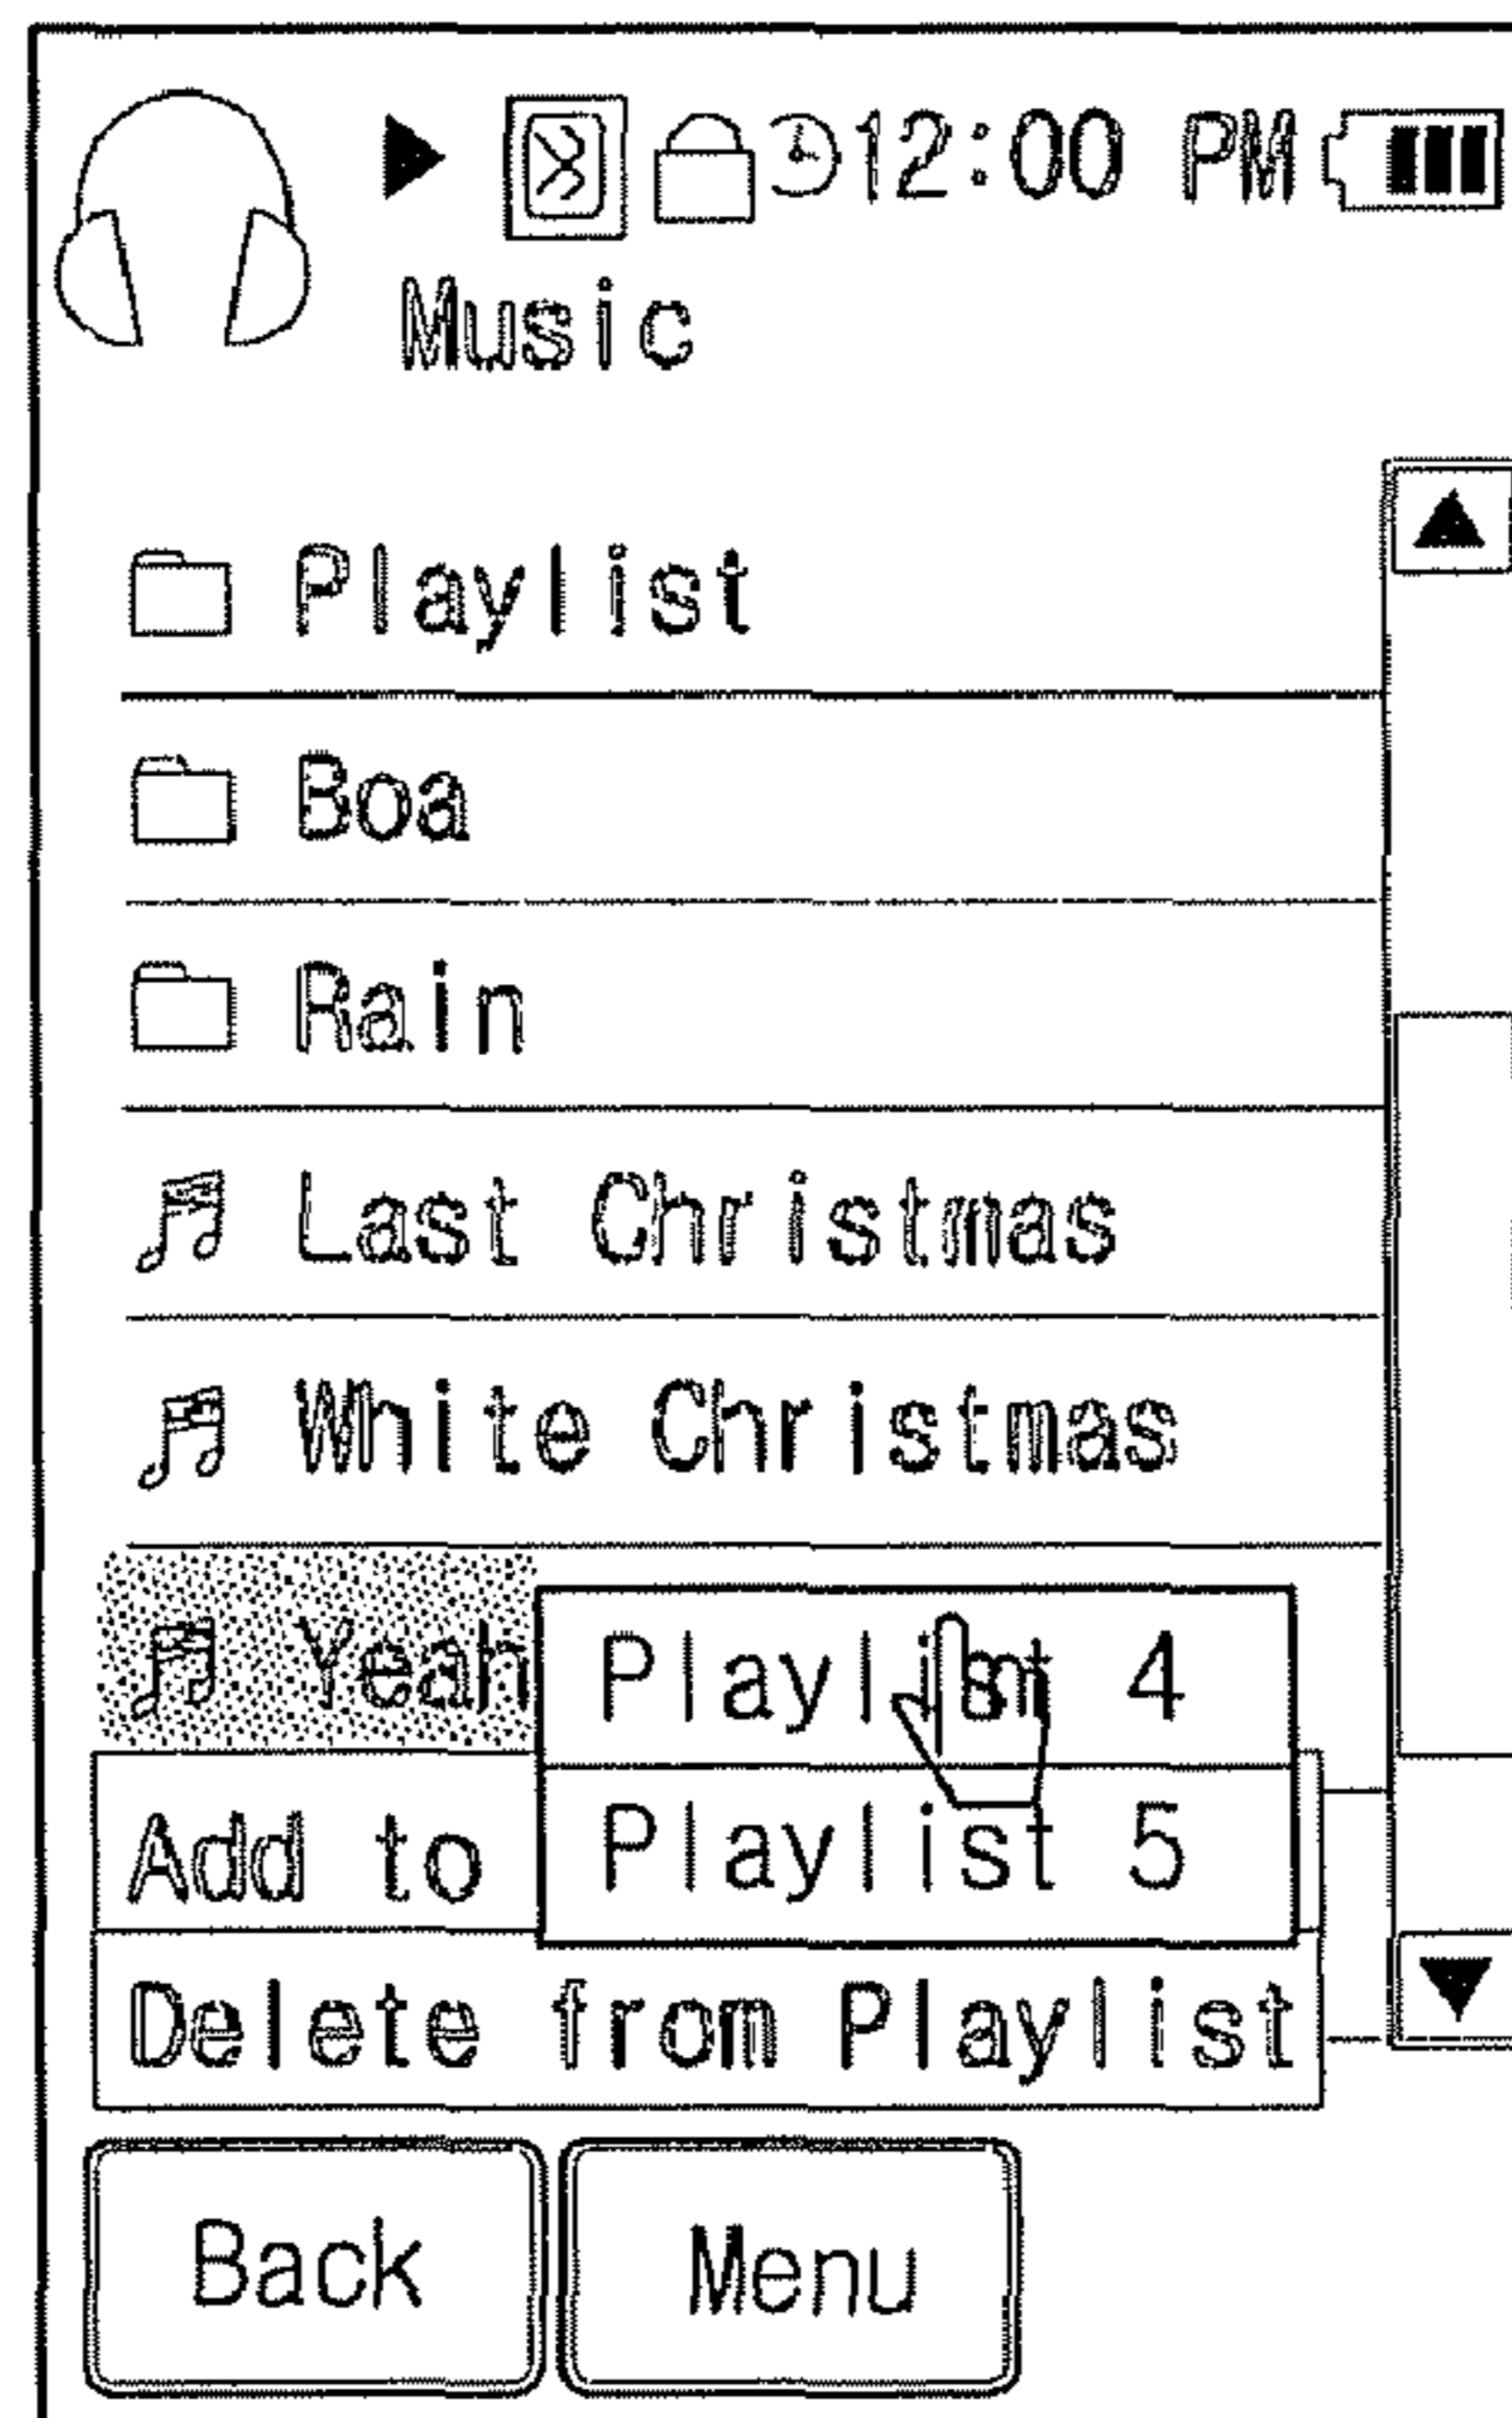 12:00 PM
Music
Playlist
Boa
Rain
Last Christmas
White Christmas
Yeah
Playlist 4
Add to
Playlist 5
Delete from Playlist
Back
Menu